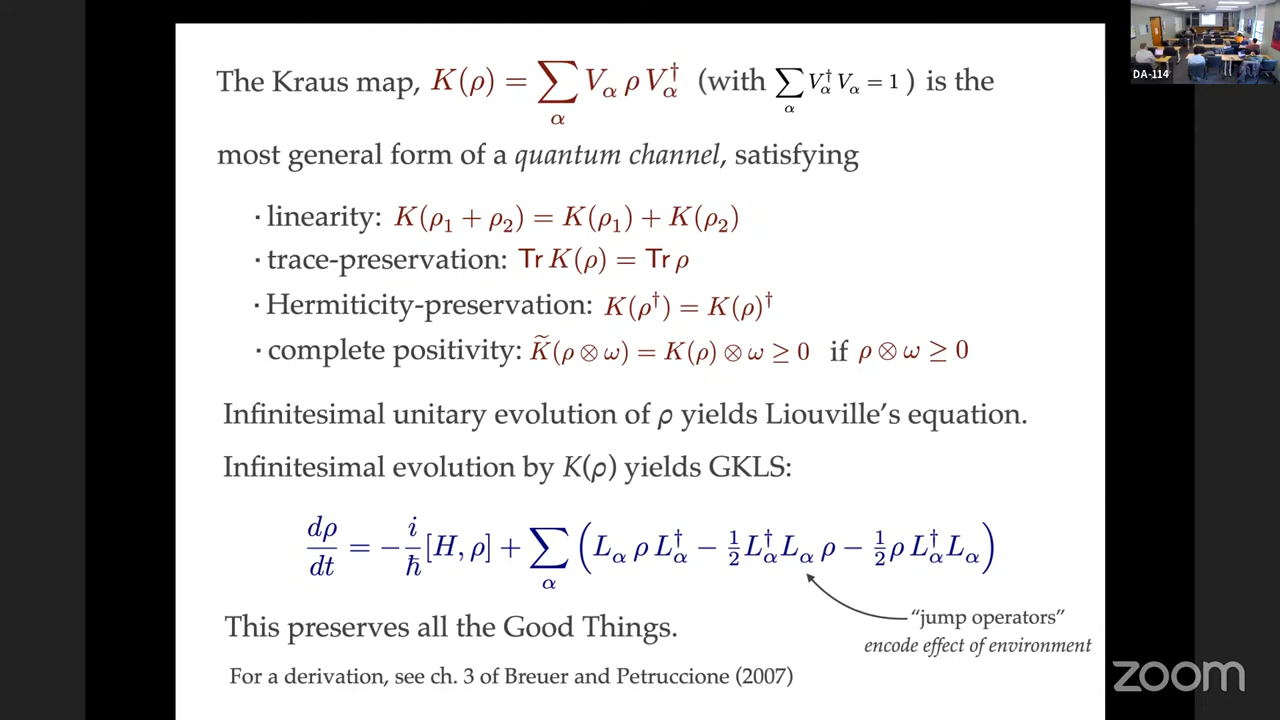 The Kraus map, K(ρ) = ∑_α V_α ρ V_α† (with ∑_α V_α† V_α = 1 ) is the
most general form of a quantum channel, satisfying
· linearity: K(ρ₁ + ρ₂) = K(ρ₁) + K(ρ₂)
· trace-preservation: Tr K(ρ) = Tr ρ
· Hermiticity-preservation: K(ρ†) = K(ρ)†
· complete positivity: K̃(ρ ⊗ ω) = K(ρ) ⊗ ω ≥ 0 if ρ ⊗ ω ≥ 0
Infinitesimal unitary evolution of ρ yields Liouville's equation.
Infinitesimal evolution by K(ρ) yields GKLS:
dρ/dt = −i/ħ [H, ρ] + ∑_α (L_α ρ L_α† − ½ L_α† L_α ρ − ½ ρ L_α† L_α)
"jump operators"
encode effect of environment
This preserves all the Good Things.
For a derivation, see ch. 3 of Breuer and Petruccione (2007)
DA-114
zoom